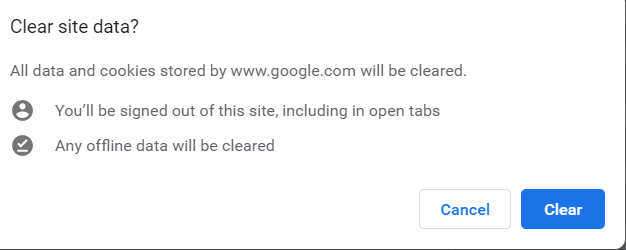 Clear site data?
All data and cookies stored by www.google.com will be cleared.
You’ll be signed out of this site, including in open tabs
Any offline data will be cleared
Cancel
Clear